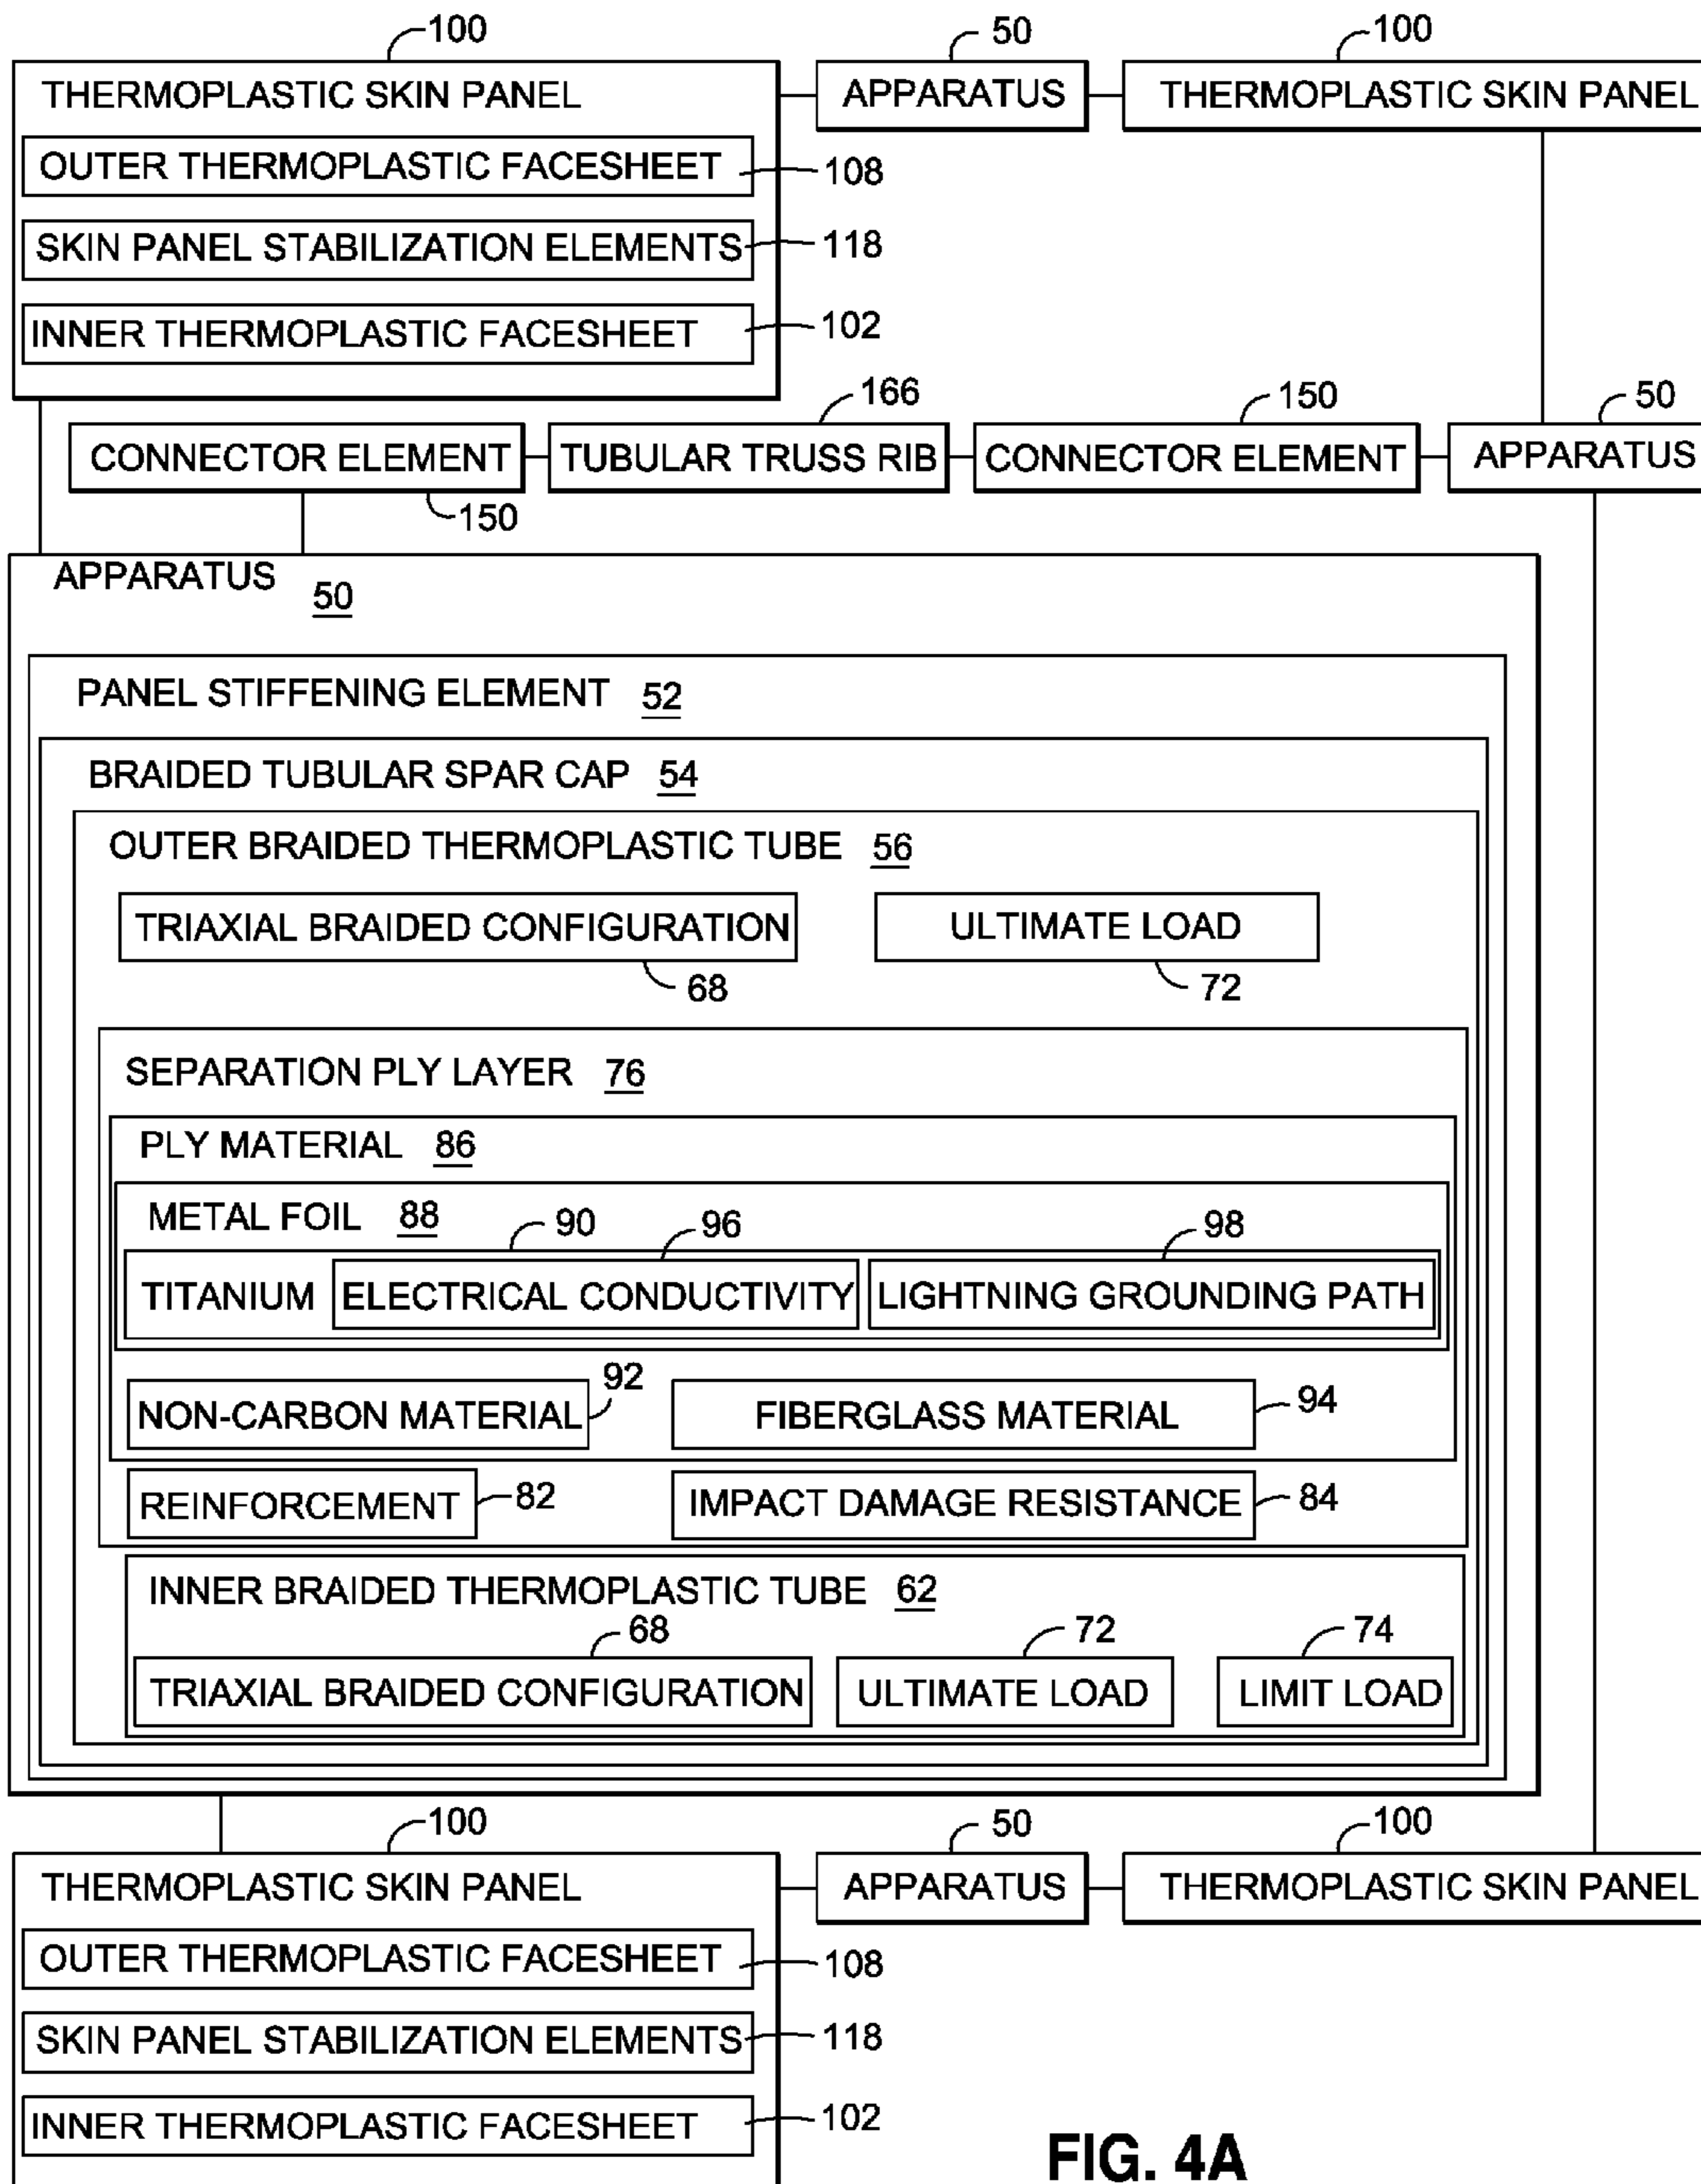 100
50
100
THERMOPLASTIC SKIN PANEL
APPARATUS
THERMOPLASTIC SKIN PANEL
OUTER THERMOPLASTIC FACESHEET
108
SKIN PANEL STABILIZATION ELEMENTS
118
INNER THERMOPLASTIC FACESHEET
102
166
150
50
CONNECTOR ELEMENT
TUBULAR TRUSS RIB
CONNECTOR ELEMENT
APPARATUS
150
APPARATUS 50
PANEL STIFFENING ELEMENT 52
BRAIDED TUBULAR SPAR CAP 54
OUTER BRAIDED THERMOPLASTIC TUBE 56
TRIAXIAL BRAIDED CONFIGURATION
ULTIMATE LOAD
68
72
SEPARATION PLY LAYER 76
PLY MATERIAL 86
METAL FOIL 88
90
96
98
TITANIUM
ELECTRICAL CONDUCTIVITY
LIGHTNING GROUNDING PATH
92
NON-CARBON MATERIAL
FIBERGLASS MATERIAL
94
REINFORCEMENT
82
IMPACT DAMAGE RESISTANCE
84
INNER BRAIDED THERMOPLASTIC TUBE 62
68
72
74
TRIAXIAL BRAIDED CONFIGURATION
ULTIMATE LOAD
LIMIT LOAD
100
50
100
THERMOPLASTIC SKIN PANEL
APPARATUS
THERMOPLASTIC SKIN PANEL
OUTER THERMOPLASTIC FACESHEET
108
SKIN PANEL STABILIZATION ELEMENTS
118
INNER THERMOPLASTIC FACESHEET
102
FIG. 4A